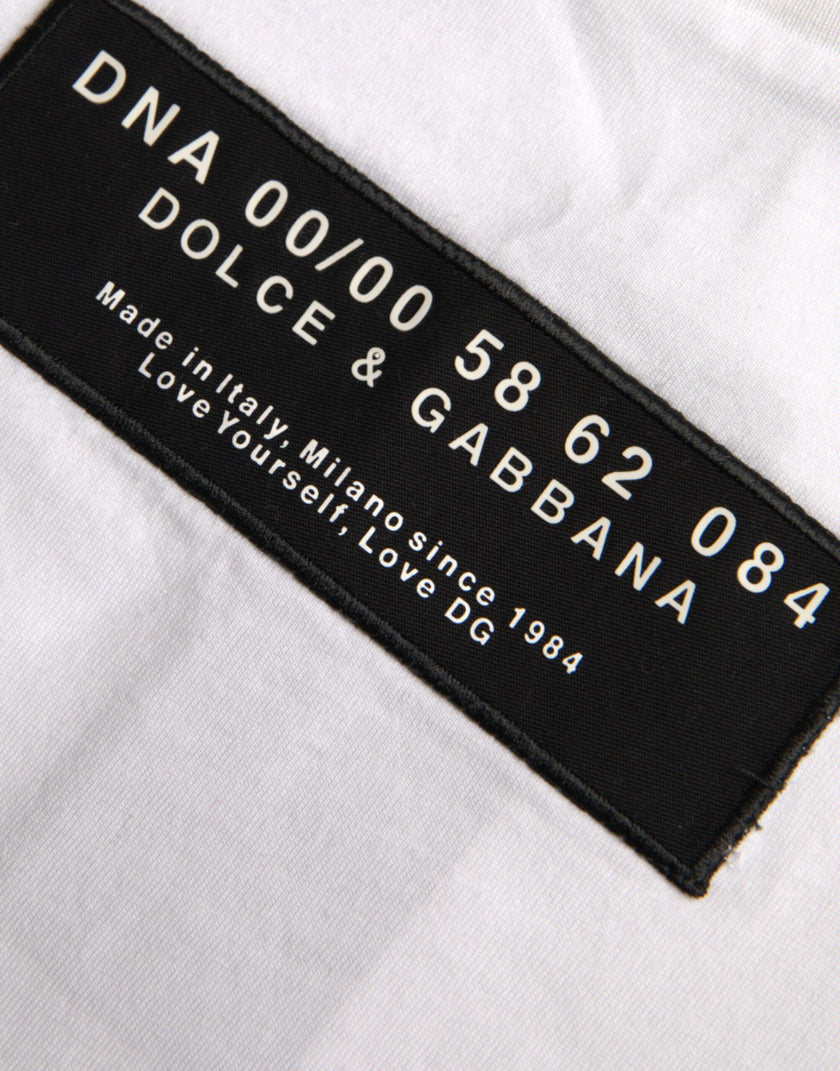 DNA 00/00 58 62 084
DOLCE & GABBANA
Made in Italy, Milano since 1984
Love Yourself, Love DG